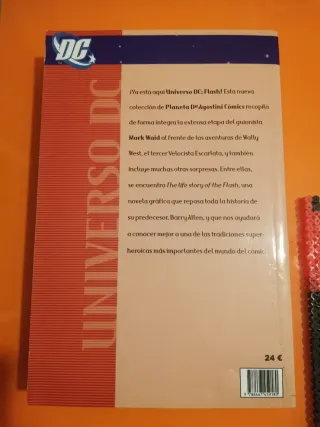 DC
UNIVERSO DC
¡Ya está aquí Universo DC: Flash! Esta nueva
colección de Planeta DeAgostini Cómics recopila
de forma íntegra la extensa etapa del guionista
Mark Waid al frente de las aventuras de Wally
West, el tercer Velocista Escarlata, y también
incluye muchas otras sorpresas. Entre ellas,
se encuentra The life story of the Flash, una
novela gráfica que repasa toda la historia de
su predecesor, Barry Allen, y que nos ayudará
a conocer mejor a una de las tradiciones super-
heroicas más importantes del mundo del cómic.
24 €